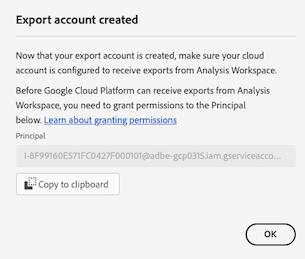 Export account created
Now that your export account is created, make sure your cloud
account is configured to receive exports from Analysis Workspace.
Before Google Cloud Platform can receive exports from Analysis
Workspace, you need to grant permissions to the Principal
below. Learn about granting permissions
Principal
I-8F99160ES71FC0427F000101@adbe-gcp0315.iam.gserviceacco...
Copy to clipboard
OK